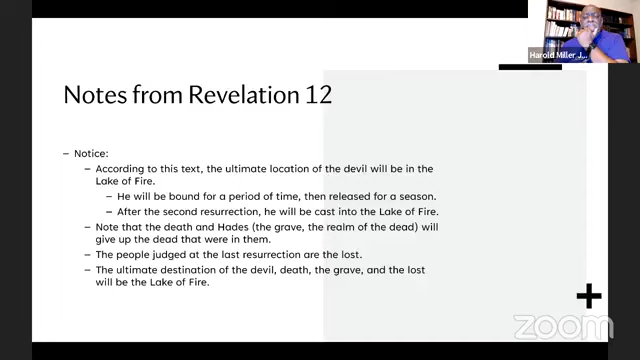 Harold Miller J...
Notes from Revelation 12
– Notice:
– According to this text, the ultimate location of the devil will be in the
Lake of Fire.
– He will be bound for a period of time, then released for a season.
– After the second resurrection, he will be cast into the Lake of Fire.
– Note that the death and Hades (the grave, the realm of the dead) will
give up the dead that were in them.
– The people judged at the last resurrection are the lost.
– The ultimate destination of the devil, death, the grave, and the lost
will be the Lake of Fire.
zoom